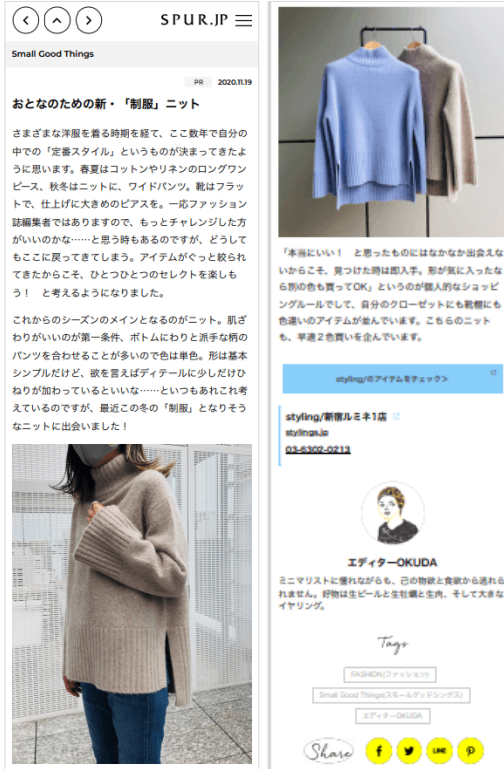 SPUR.JP
Small Good Things
PR 2020.11.19
おとなのための新・「制服」ニット
さまざまな洋服を着る時期を経て、ここ数年で自分の
中での「定番スタイル」というものが決まってきたよ
うに思います。春夏はコットンやリネンのロングワン
ピース、秋冬はニットに、ワイドパンツ。靴はフラッ
トで、仕上げに大きめのピアスを。一応ファッション
誌編集者ではありますので、もっとチャレンジした方
がいいのかな……と思う時もあるのですが、どうして
もここに戻ってきてしまう。アイテムがぐっと絞られ
てきたからこそ、ひとつひとつのセレクトを楽しも
う！　と考えるようになりました。
これからのシーズンのメインとなるのがニット。肌ざ
わりがいいのが第一条件、ボトムにわりと派手な柄の
パンツを合わせることが多いので色は単色。形は基本
シンプルだけど、欲を言えばディテールに少しだけひ
ねりが加わっているといいな……といつもあれこれ考
えているのですが、最近この冬の「制服」となりそう
なニットに出会いました！
「本当にいい！　と思ったものにはなかなか出会えな
いからこそ、見つけた時は即入手。形が気に入ったな
ら別の色も買ってOK」というのが個人的なショッピ
ングルールでして、自分のクローゼットにも靴棚にも
色違いのアイテムが並んでいます。こちらのニット
も、早速２色買いを企んでいます。
styling/のアイテムをチェック＞
styling/新宿ルミネ1店
stylings.jp
03-6302-0213
エディターOKUDA
ミニマリストに憧れながらも、己の物欲と食欲から逃れら
れません。好物は生ビールと生牡蠣と生肉、そして大きな
イヤリング。
Tags
FASHION(ファッション)
Small Good Things(スモールグッドシングス)
エディターOKUDA
Share
LINE